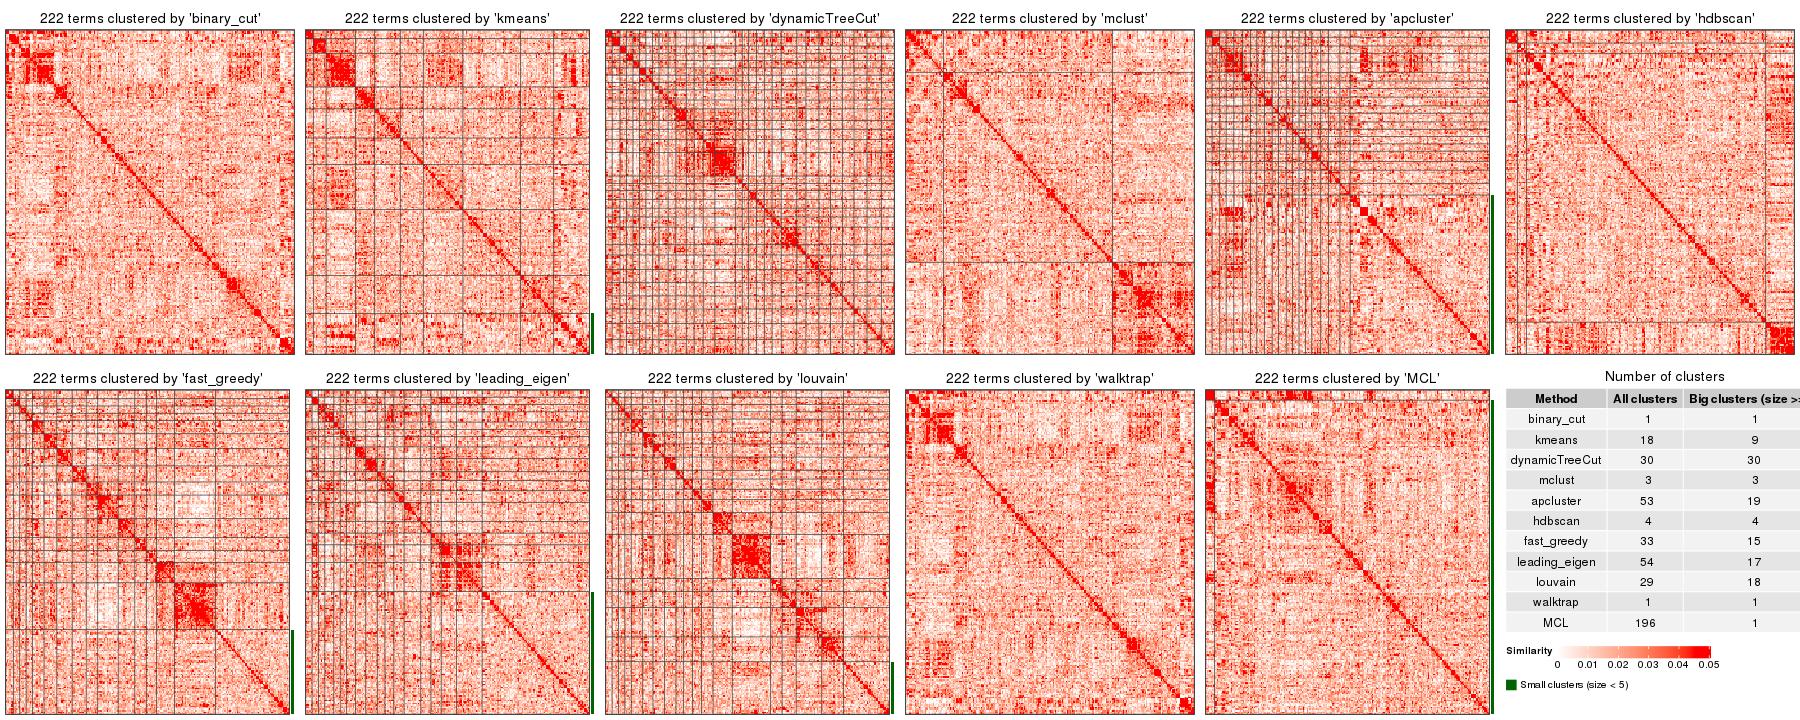 222 terms clustered by 'binary_cut'
222 terms clustered by 'kmeans'
222 terms clustered by 'dynamicTreeCut'
222 terms clustered by 'mclust'
222 terms clustered by 'apcluster'
222 terms clustered by 'hdbscan'
222 terms clustered by 'fast_greedy'
222 terms clustered by 'leading_eigen'
222 terms clustered by 'louvain'
222 terms clustered by 'walktrap'
222 terms clustered by 'MCL'
Number of clusters
Method All clusters Big clusters (size >=
binary_cut 1 1
kmeans 18 9
dynamicTreeCut 30 30
mclust 3 3
apcluster 53 19
hdbscan 4 4
fast_greedy 33 15
leading_eigen 54 17
louvain 29 18
walktrap 1 1
MCL 196 1
Similarity
0 0.01 0.02 0.03 0.04 0.05
Small clusters (size < 5)